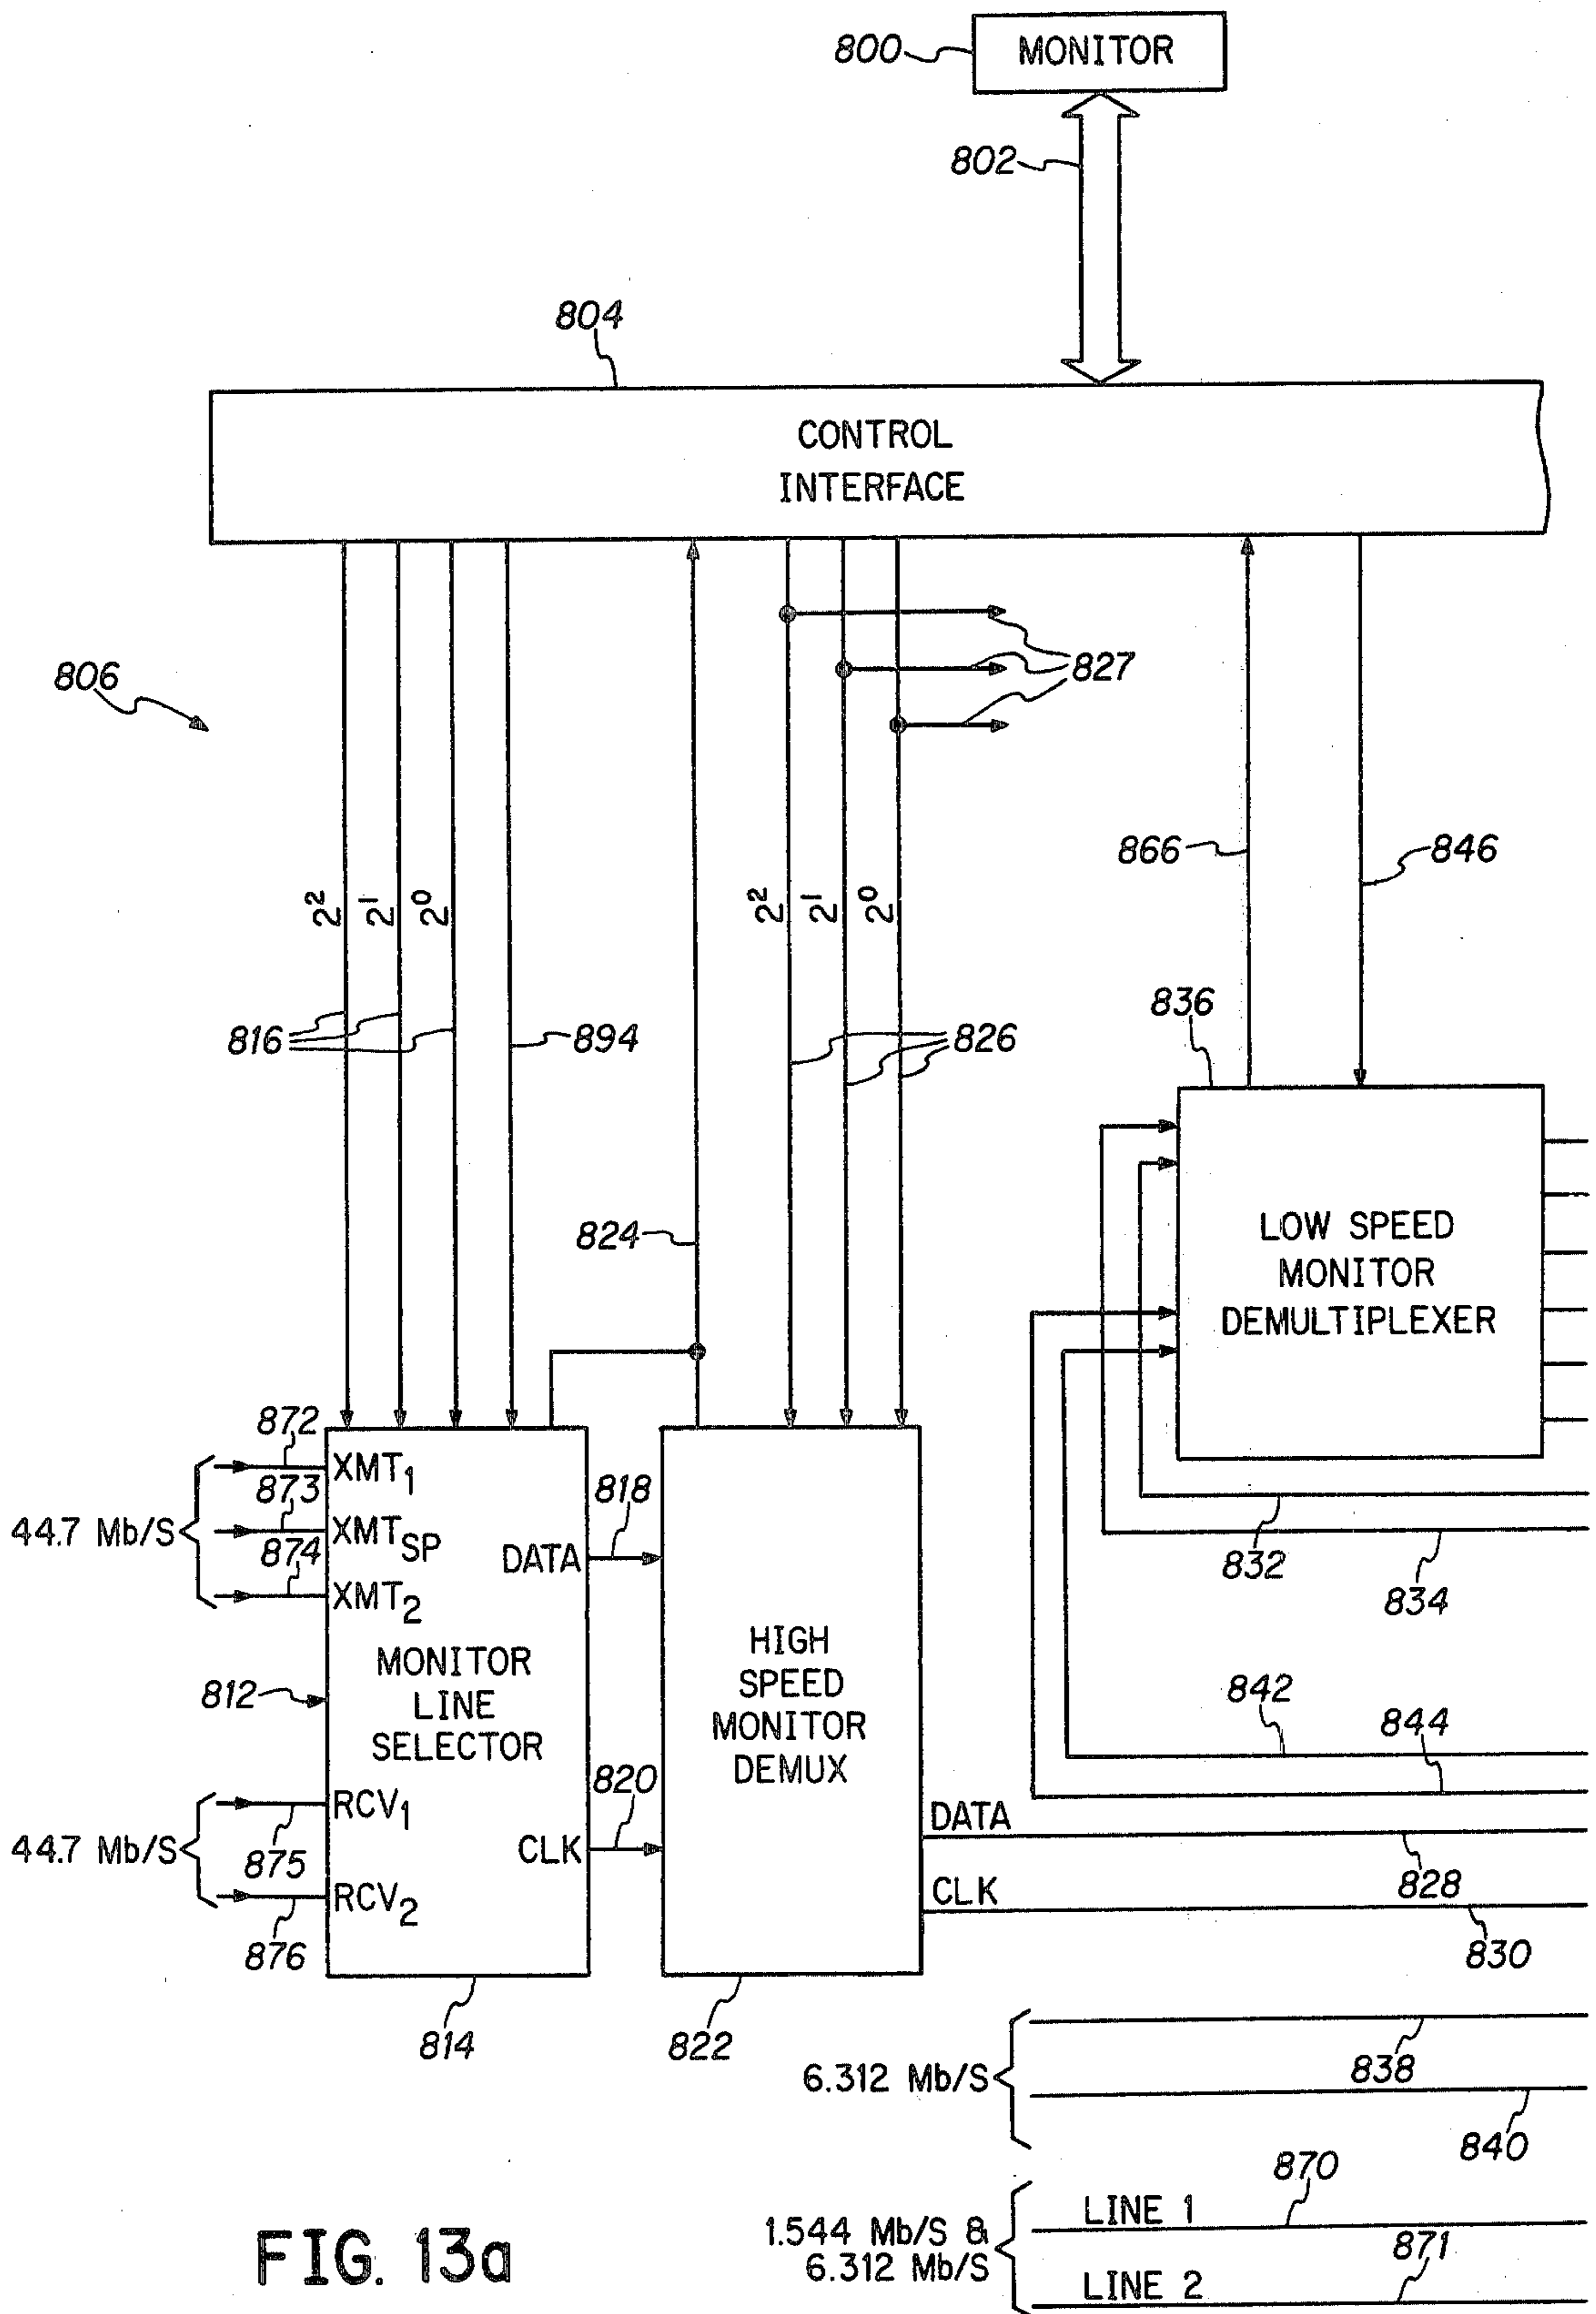 800
MONITOR
802
804
CONTROL
INTERFACE
806
827
866
846
2² 2¹ 2⁰
2² 2¹ 2⁰
816
894
826
836
824
LOW SPEED
MONITOR
DEMULTIPLEXER
872
XMT₁
873
44.7 Mb/S
XMT_SP
874
XMT₂
818
DATA
832
834
MONITOR
LINE
SELECTOR
812
HIGH
SPEED
MONITOR
DEMUX
842
844
820
RCV₁
44.7 Mb/S
875
CLK
RCV₂
876
DATA
828
CLK
830
814
822
838
6.312 Mb/S
840
870
LINE 1
1.544 Mb/S &
6.312 Mb/S
871
LINE 2
FIG. 13a